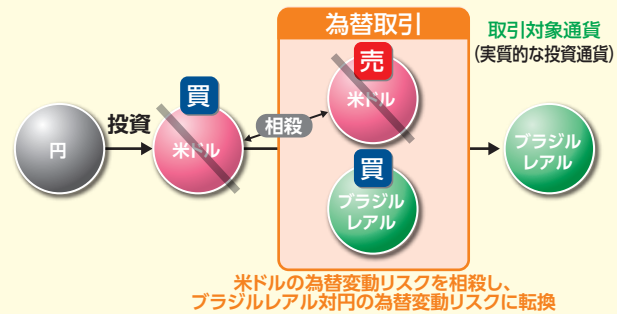 為替取引
取引対象通貨
(実質的な投資通貨)
売
米ドル
買
投資
相殺
円
米ドル
買
ブラジル
レアル
ブラジル
レアル
米ドルの為替変動リスクを相殺し、
ブラジルレアル対円の為替変動リスクに転換